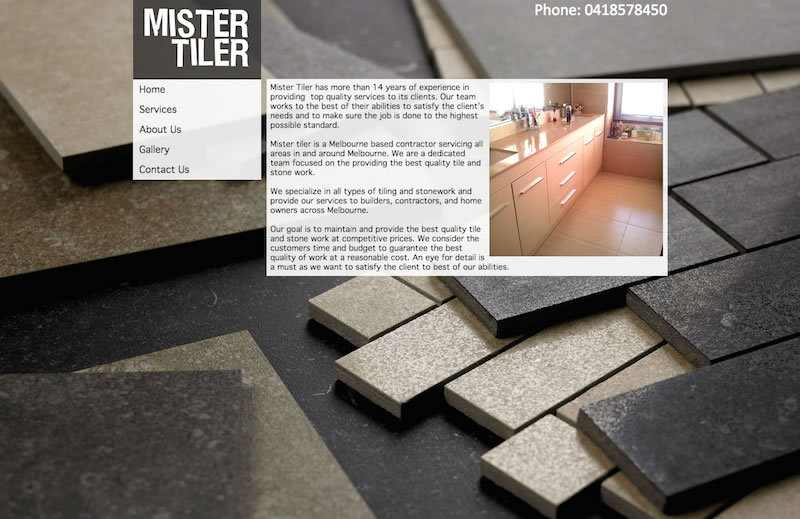 MISTER
TILER
Phone: 0418578450
Home
Services
About Us
Gallery
Contact Us
Mister Tiler has more than 14 years of experience in
providing  top quality services to its clients. Our team
works to the best of their abilities to satisfy the client's
needs and to make sure the job is done to the highest
possible standard.
Mister tiler is a Melbourne based contractor servicing all
areas in and around Melbourne. We are a dedicated
team focused on the providing the best quality tile and
stone work.
We specialize in all types of tiling and stonework and
provide our services to builders, contractors, and home
owners across Melbourne.
Our goal is to maintain and provide the best quality tile
and stone work at competitive prices. We consider the
customers time and budget to guarantee the best
quality of work at a reasonable cost. An eye for detail is
a must as we want to satisfy the client to best of our abilities.